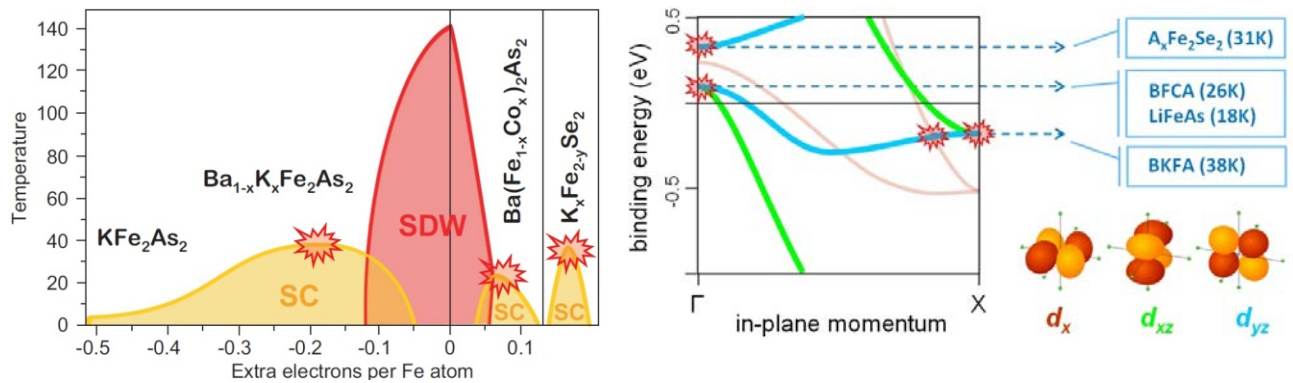 140
120
100
80
60
40
20
0
Temperature
KFe₂As₂
Ba₁₋ₓKₓFe₂As₂
SDW
SC
SC
SC
Ba(Fe₁₋ₓCoₓ)₂As₂
KₓFe₂₋ᵧSe₂
-0.5 -0.4 -0.3 -0.2 -0.1 0 0.1
Extra electrons per Fe atom
binding energy (eV)
0.5
-0.5
Γ X
in-plane momentum
AₓFe₂Se₂ (31K)
BFCA (26K)
LiFeAs (18K)
BKFA (38K)
dₓ dₓz dyz